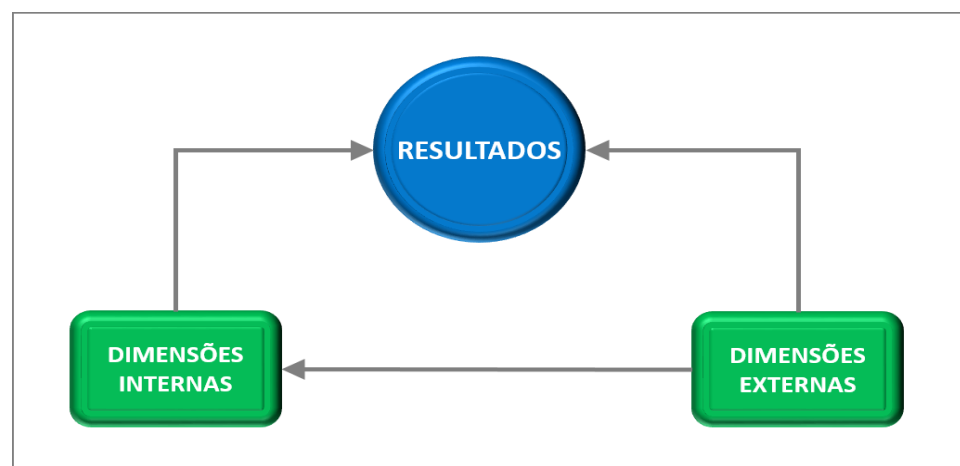 RESULTADOS
DIMENSÕES
INTERNAS
DIMENSÕES
EXTERNAS